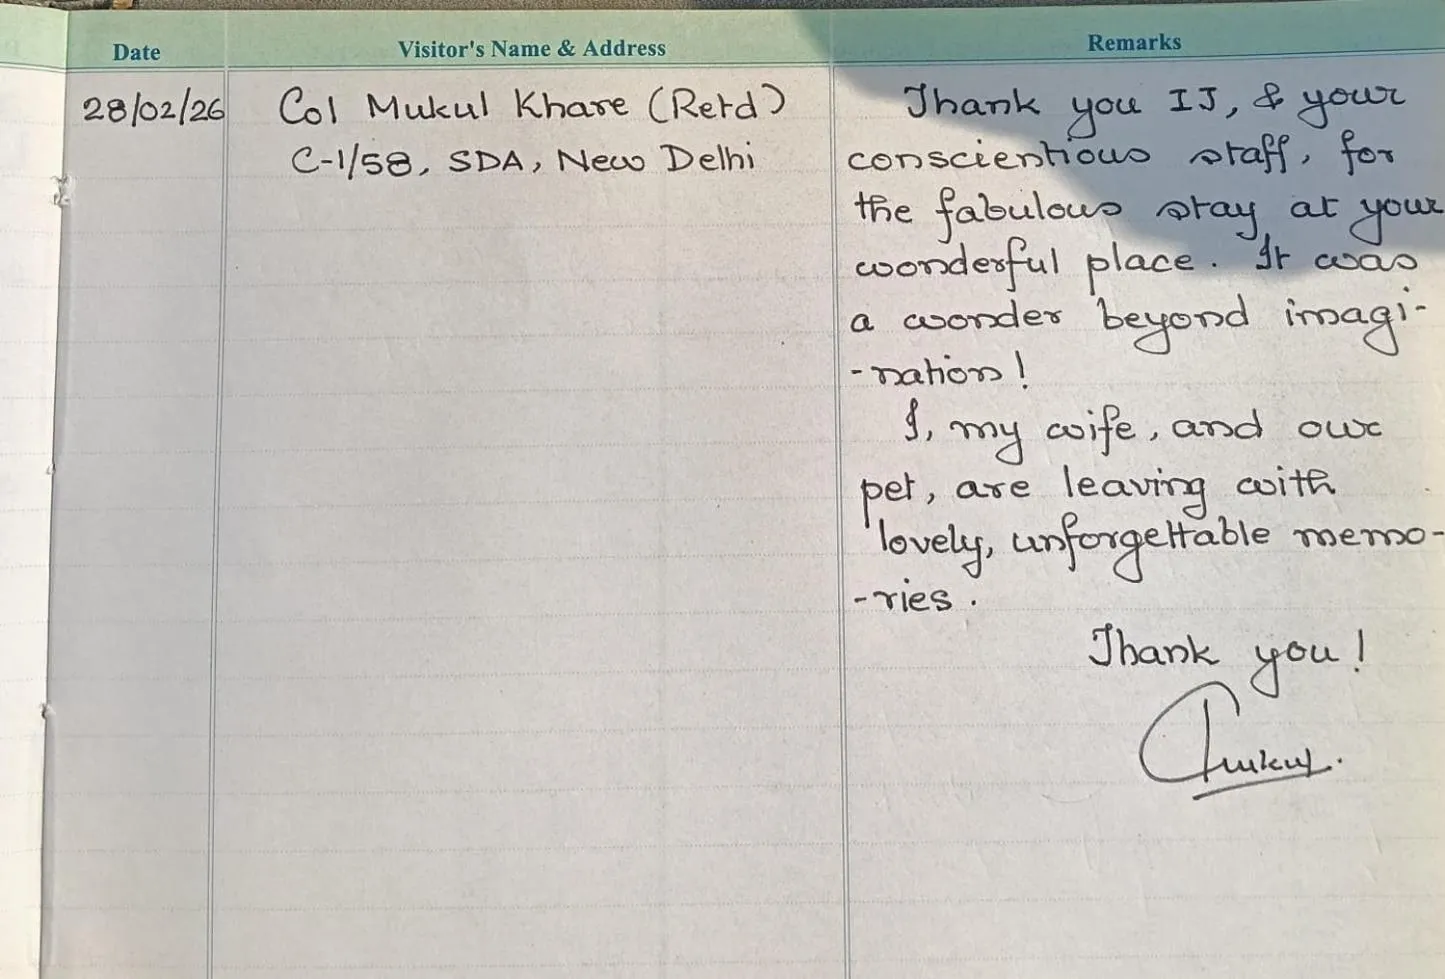 Date Visitor's Name & Address Remarks
28/02/26 Col Mukul Khare (Retd)
C-1/58, SDA, New Delhi
Thank you IJ, & your
conscientious staff, for
the fabulous stay at your
wonderful place. It was
a wonder beyond imagi-
-nation!
I, my wife, and our
pet, are leaving with
lovely, unforgettable memo-
-ries.
Thank you!
Mukul.